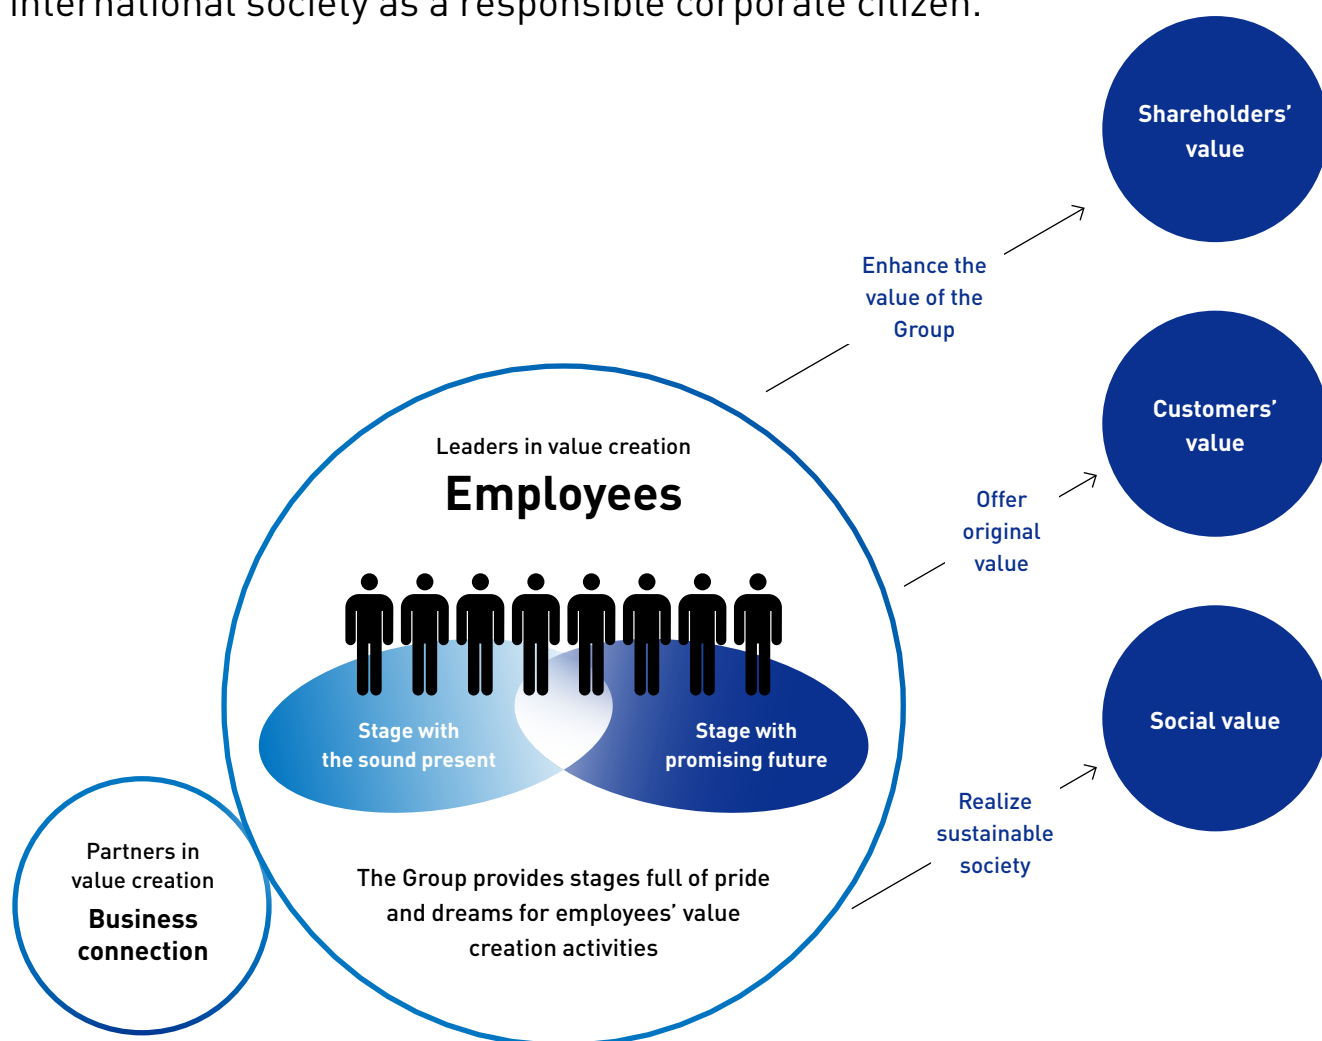 international society as a responsible corporate citizen.
Shareholders’
value
Enhance the
value of the
Group
Customers’
value
Leaders in value creation
Employees
Offer
original
value
Stage with
the sound present
Stage with
promising future
Social value
Realize
sustainable
society
Partners in
value creation
Business
connection
The Group provides stages full of pride
and dreams for employees’ value
creation activities